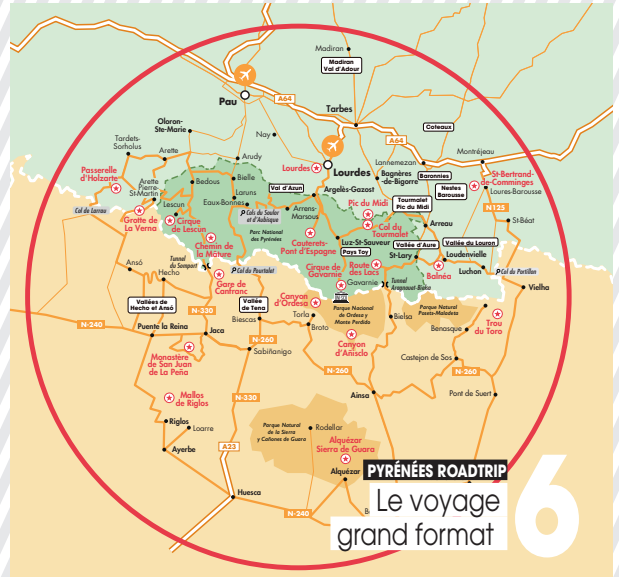 Madiran
Madiran
Val d'Adour
Pau
A64
Tarbes
Coteaux
Oloron-
Ste-Marie
Nay
A64
Tardets-
Sorholus
Arette
Arudy
Lourdes
Lourdes
Lannemezan
Montréjeau
Passerelle
d'Holzarte
Bedous
Bielle
Bagnères-
de-Bigorre
Baronnies
St-Bertrand-
de-Comminges
Arette
Pierre-
St-Martin
Laruns
Val d'Azun
Argelès-Gazost
Nestes
Barousse
Loures-Barousse
Lescun
Eaux-Bonnes
Arrens-
Marsous
Pic du Midi
Tourmalet
Pic du Midi
N125
Col de Larrau
Grotte de
La Verna
Cirque
de Lescun
Cols du Soulor
et d'Aubisque
Col du
Tourmalet
Arreau
St-Béat
Chemin de
la Mâture
Parc National
des Pyrénées
Cauterets-
Pont d'Espagne
Luz-St-Sauveur
Pays Toy
Vallée d'Aure
Vallée du Louron
St-Lary
Loudenvielle
Ansó
Tunnel
du Somport
Col du Pourtalet
Cirque de
Gavarnie
Route
des Lacs
Balnéa
Luchon
Col du Portillon
Hecho
Gare de
Canfranc
Gavarnie
Tunnel
Aragnouet-Bielsa
Vielha
Vallées de
Hecho et Ansó
Vallée
de Tena
Canyon
d'Ordesa
Parque Nacional
de Ordesa y
Monte Perdido
Parque Natural
Posets-Maladeta
N-240
N-330
Biescas
Torla
Bielsa
Trou
du Toro
Puente la Reina
Jaca
Broto
Benasque
Monastère
de San Juan
de La Peña
Sabiñánigo
Canyon
d'Anisclo
Castejon de Sos
N-260
N-260
N-260
Mallos
de Riglos
N-330
Aínsa
Pont de Suert
Riglos
Loarre
Parque Natural
de la Sierra
y Cañones de Guara
Rodellar
Ayerbe
A23
Alquézar
Sierra de Guara
Alquézar
PYRÉNÉES ROADTRIP
6
Huesca
Le voyage
N-240
grand format